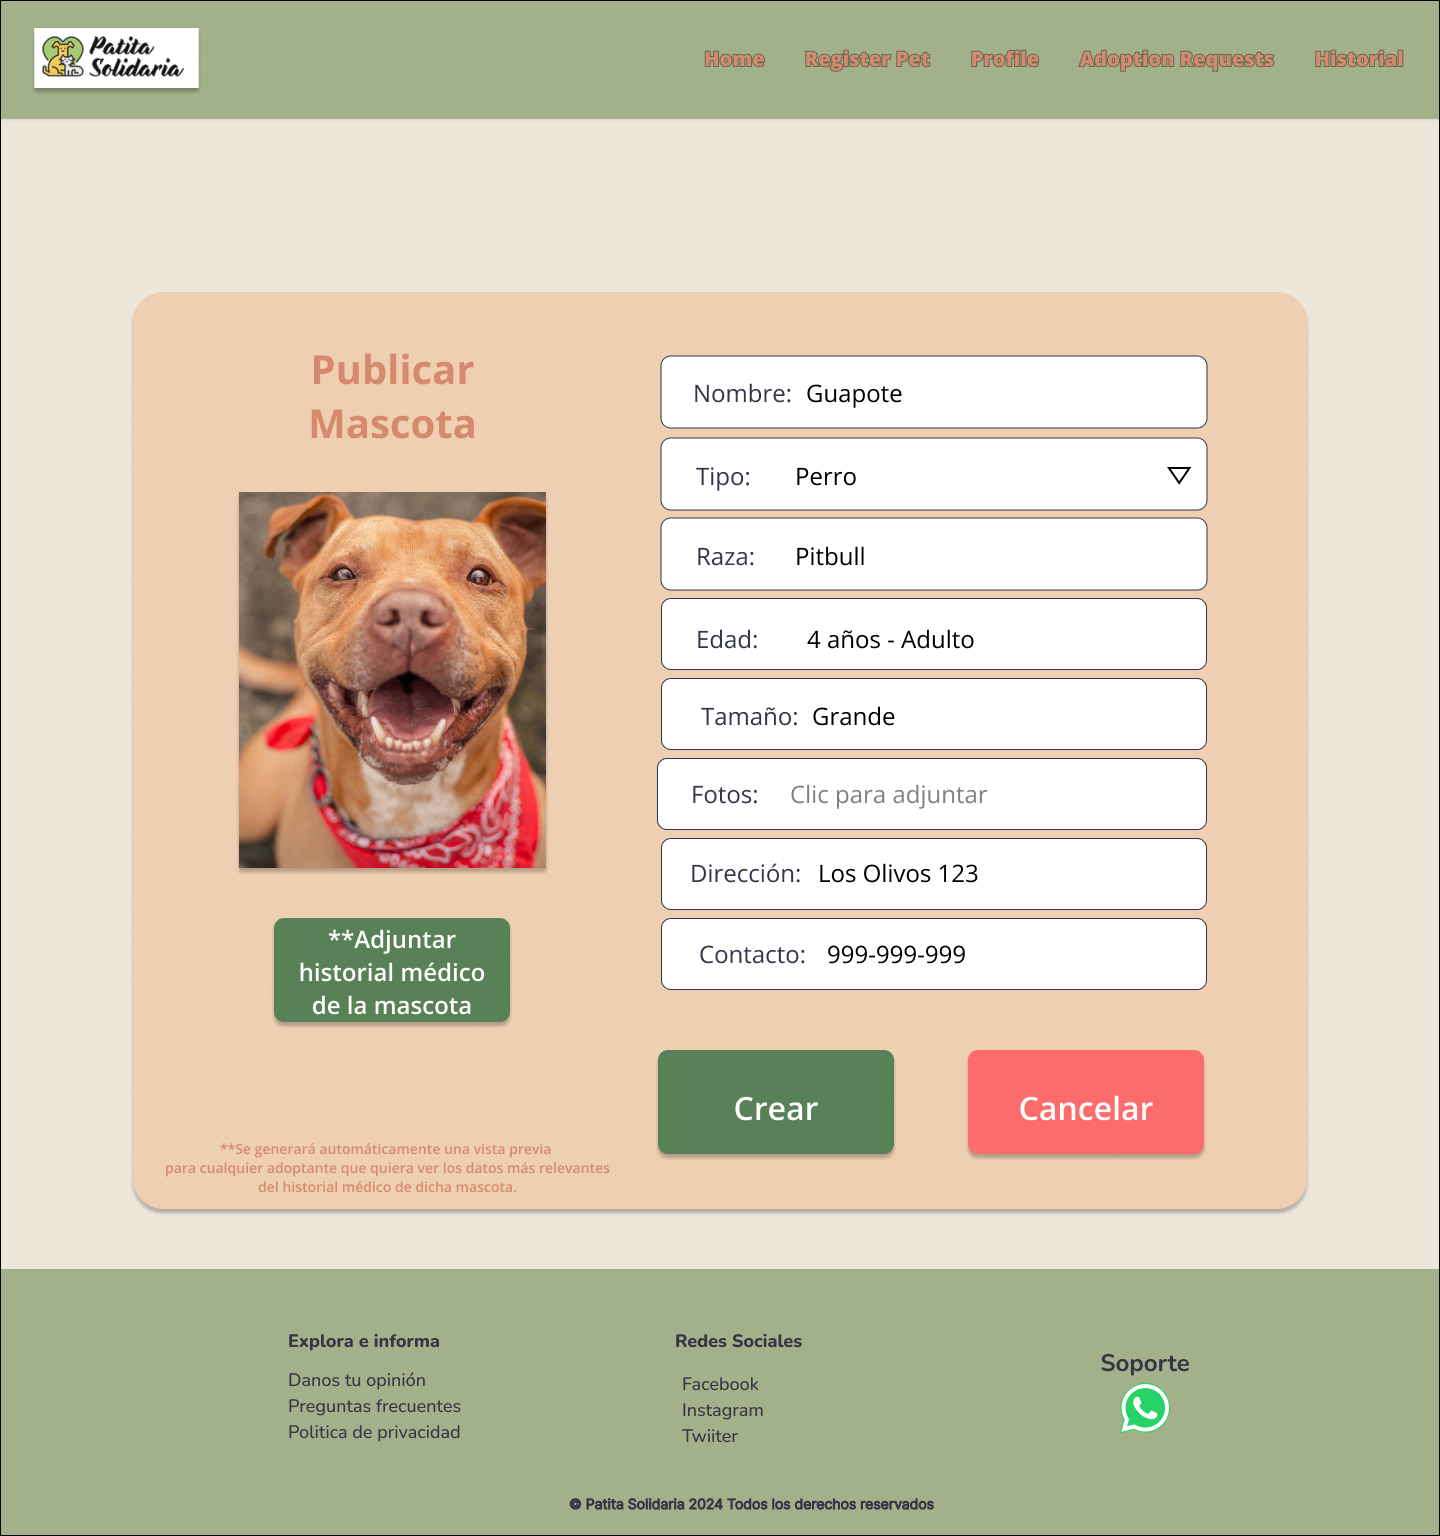 Patita
Solidaria
Home Register Pet Profile Adoption Requests Historial
Publicar
Mascota
**Adjuntar
historial médico
de la mascota
**Se generará automáticamente una vista previa
para cualquier adoptante que quiera ver los datos más relevantes
del historial médico de dicha mascota.
Nombre: Guapote
Tipo: Perro
Raza: Pitbull
Edad: 4 años - Adulto
Tamaño: Grande
Fotos: Clic para adjuntar
Dirección: Los Olivos 123
Contacto: 999-999-999
Crear Cancelar
Explora e informa
Danos tu opinión
Preguntas frecuentes
Politica de privacidad
Redes Sociales
Facebook
Instagram
Twiiter
Soporte
© Patita Solidaria 2024 Todos los derechos reservados